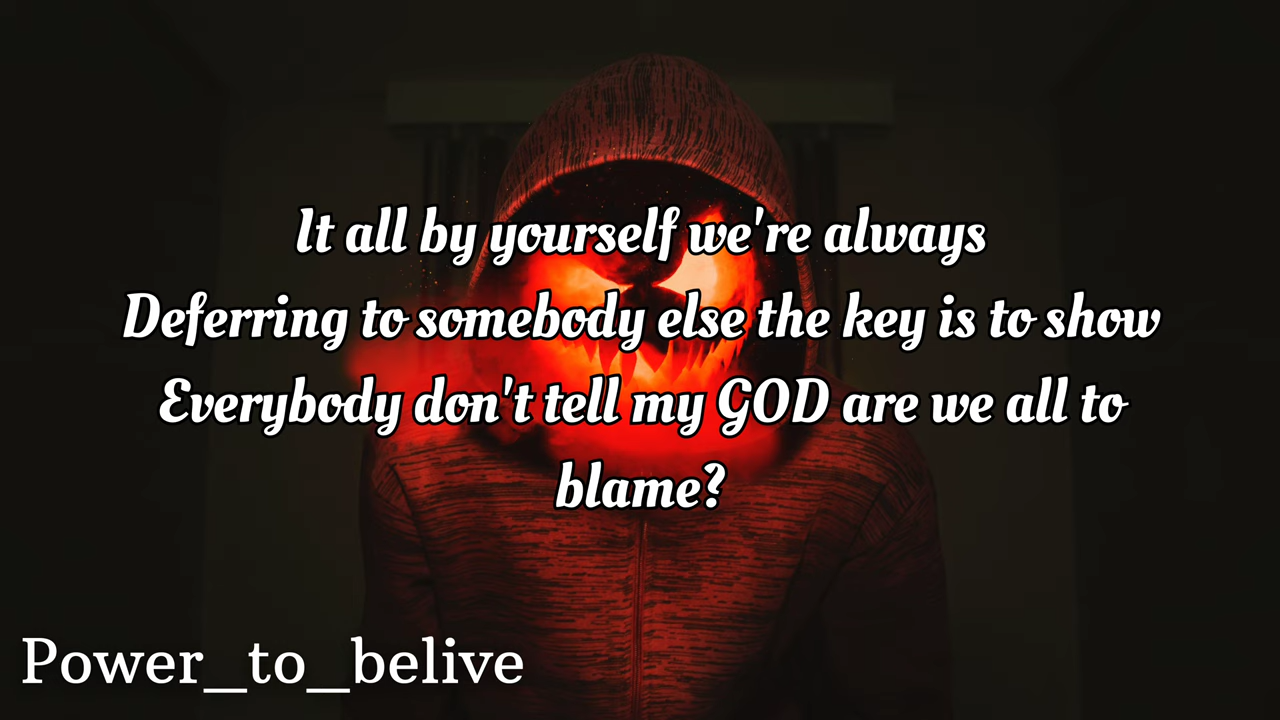 It all by yourself we're always
Deferring to somebody else the key is to show
Everybody don't tell my GOD are we all to
blame?
Power_to_belive